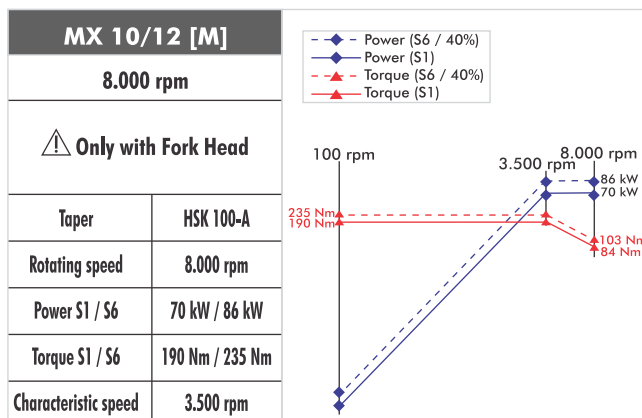 MX 10/12 [M]
8.000 rpm
Only with Fork Head
Taper HSK 100-A
Rotating speed 8.000 rpm
Power S1 / S6 70 kW / 86 kW
Torque S1 / S6 190 Nm / 235 Nm
Characteristic speed 3.500 rpm
Power (S6 / 40%)
Power (S1)
Torque (S6 / 40%)
Torque (S1)
100 rpm
3.500 rpm
8.000 rpm
86 kW
70 kW
235 Nm
190 Nm
103 Nm
84 Nm